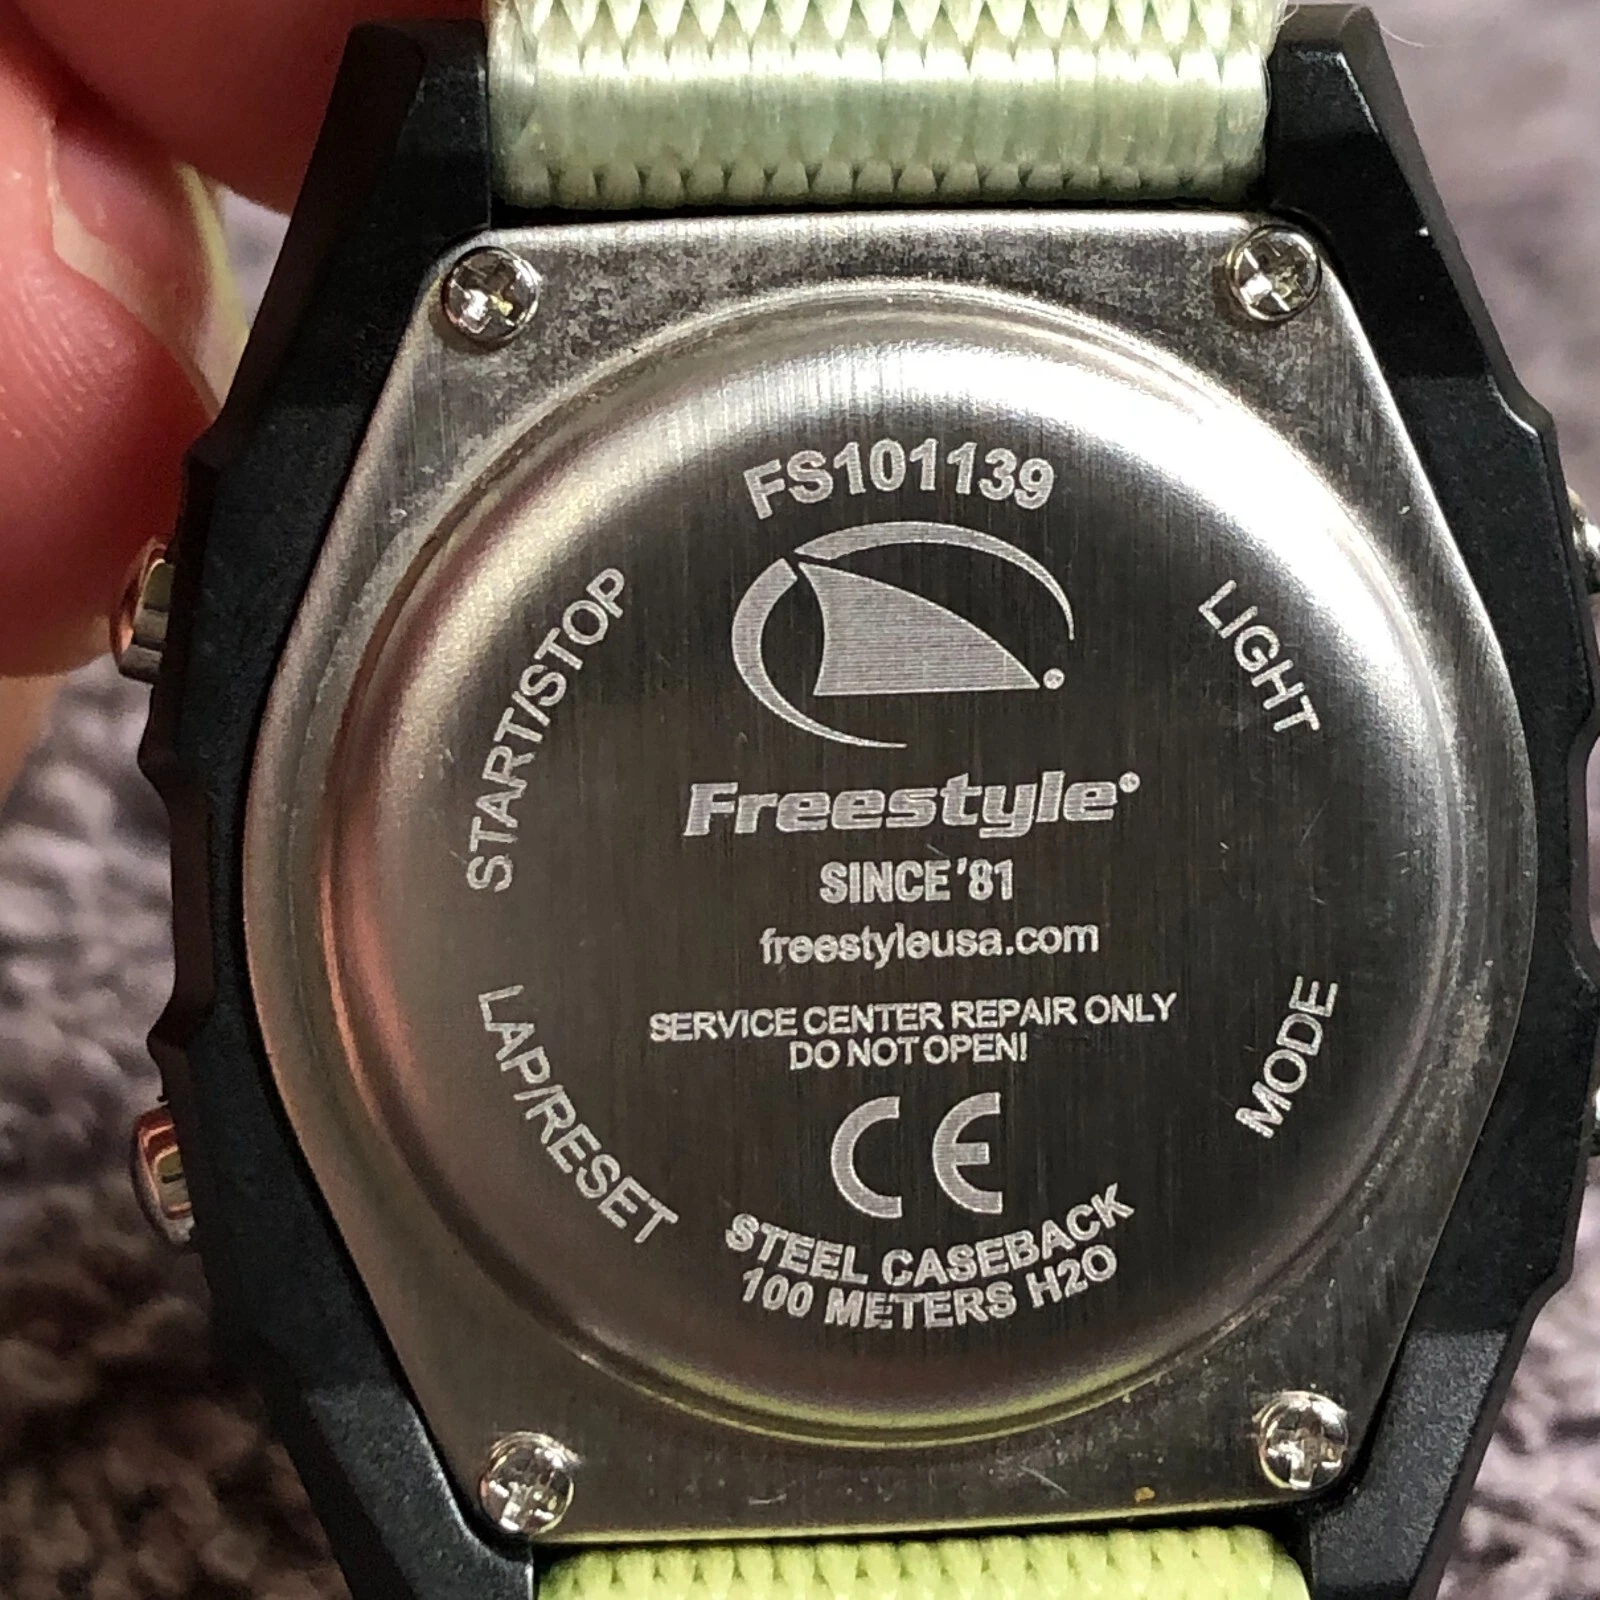 FS101139
START/STOP
LIGHT
Freestyle
SINCE '81
freestyleusa.com
SERVICE CENTER REPAIR ONLY
DO NOT OPEN!
LAP/RESET
MODE
CE
STEEL CASEBACK
100 METERS H2O